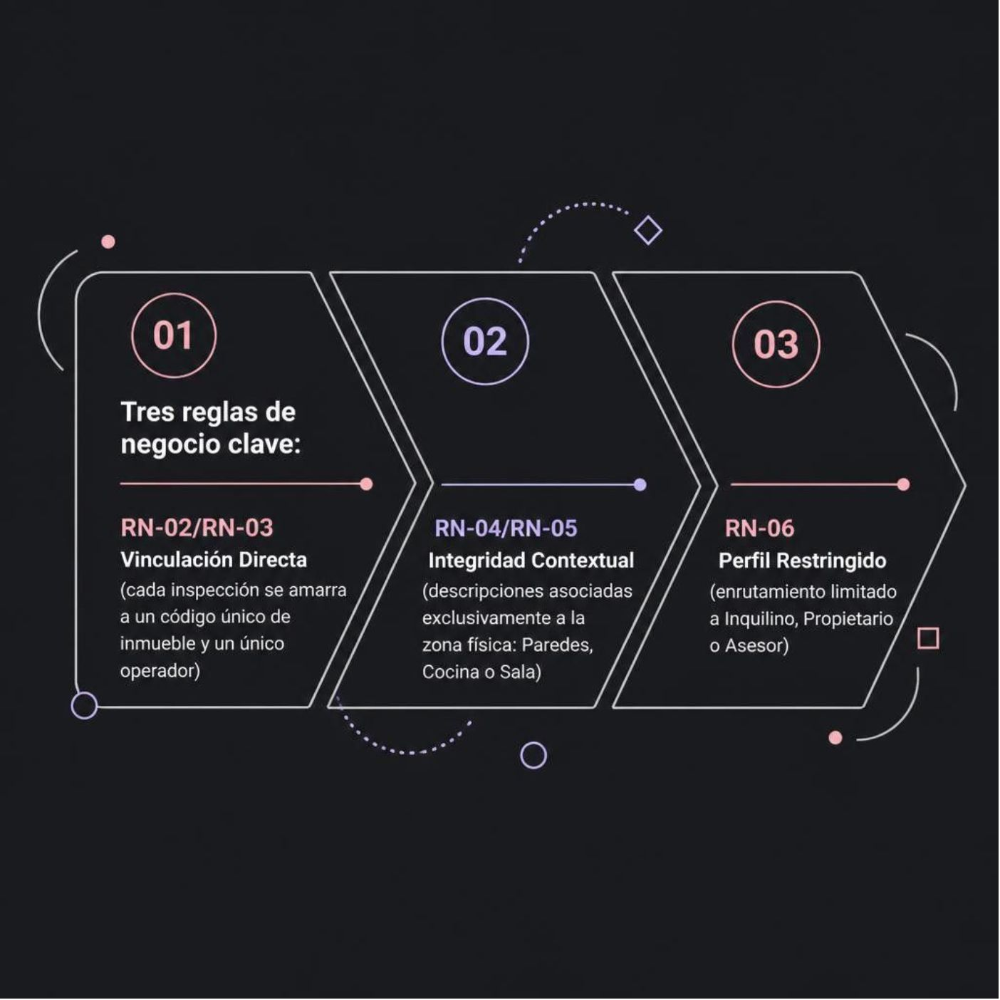 01
Tres reglas de
negocio clave:
RN-02/RN-03
Vinculación Directa
(cada inspección se amarra
a un código único de
inmueble y un único
operador)
02
RN-04/RN-05
Integridad Contextual
(descripciones asociadas
exclusivamente a la
zona física: Paredes,
Cocina o Sala)
03
RN-06
Perfil Restringido
(enrutamiento limitado
a Inquilino, Propietario
o Asesor)